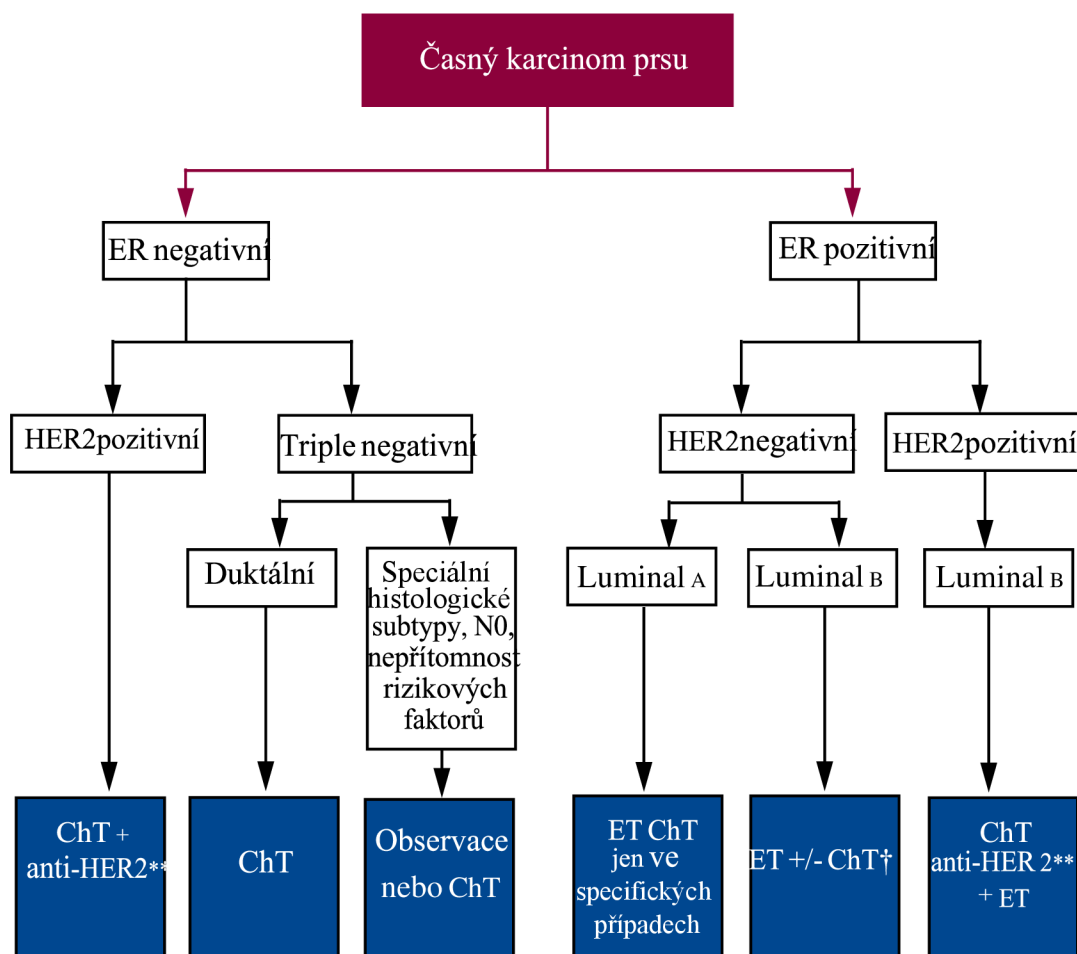 Časný karcinom prsu
ER negativní
ER pozitivní
HER2pozitivní
Triple negativní
HER2negativní
HER2pozitivní
Duktální
Speciální
histologické
subtypy, N0,
nepřítomnost
rizikových
faktorů
Luminal A
Luminal B
Luminal B
ChT +
anti-HER2**
ChT
Observace
nebo ChT
ET ChT
jen ve
specifických
případech
ET +/- ChT†
ChT
anti-HER 2**
+ ET